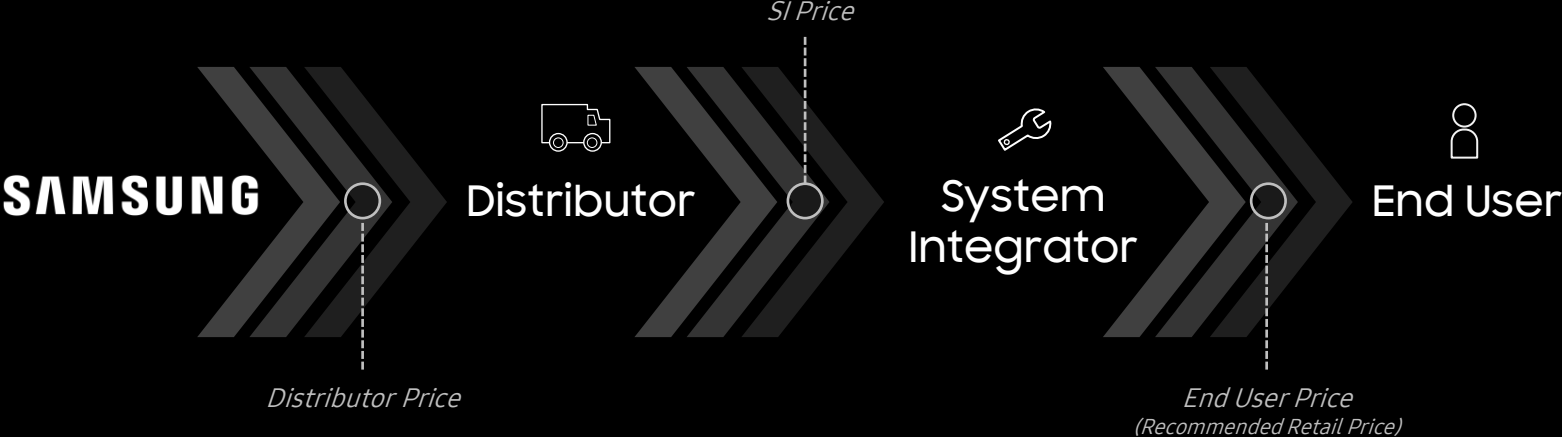 SI Price
SAMSUNG
Distributor
System
Integrator
End User
Distributor Price
End User Price
(Recommended Retail Price)